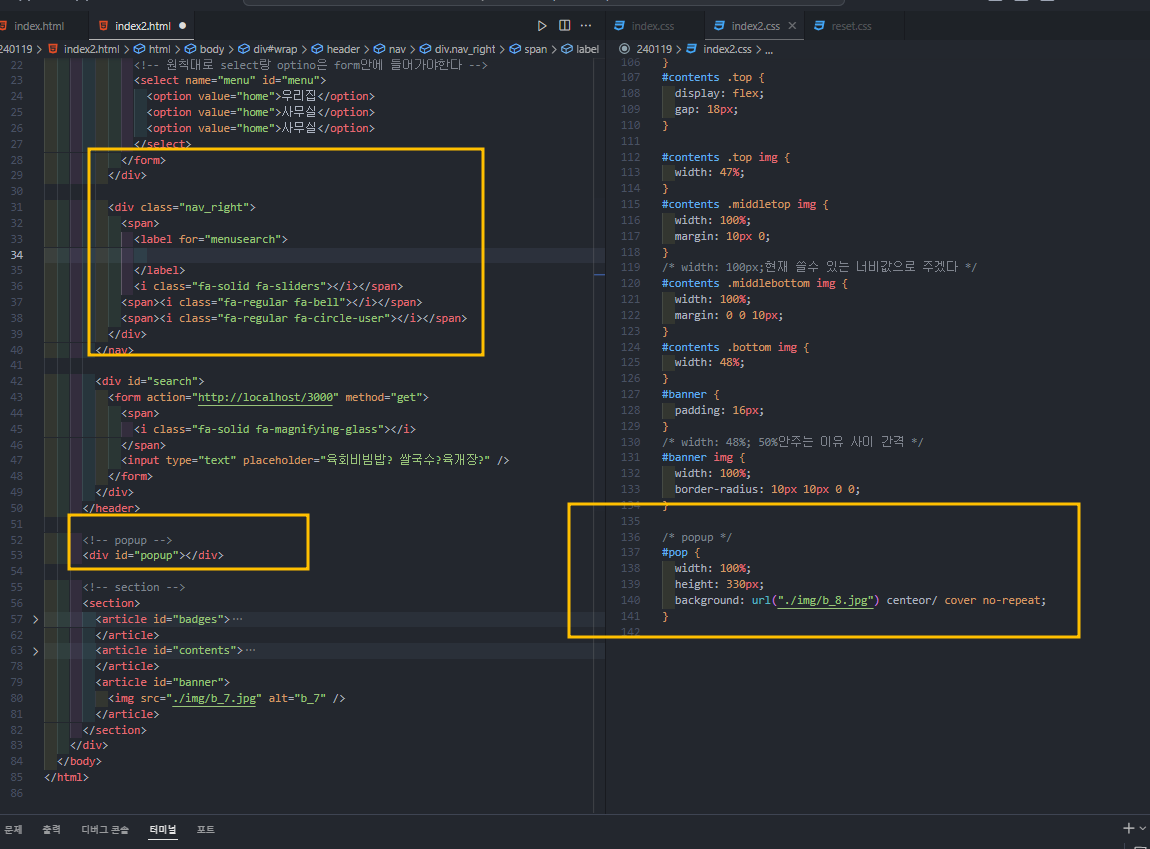 index.html
index2.html
240119 > index2.html > html > body > div#wrap > header > nav > div.nav_right > span > label
22 <!-- 원칙대로 select랑 optino은 form안에 들어가야한다 -->
23 <select name="menu" id="menu">
24 <option value="home">우리집</option>
25 <option value="home">사무실</option>
26 <option value="home">사무실</option>
27 </select>
28 </form>
29 </div>
30
31 <div class="nav_right">
32 <span>
33 <label for="menusearch">
34
35 </label>
36 <i class="fa-solid fa-sliders"></i></span>
37 <span><i class="fa-regular fa-bell"></i></span>
38 <span><i class="fa-regular fa-circle-user"></i></span>
39 </div>
40 </nav>
41
42 <div id="search">
43 <form action="http://localhost/3000" method="get">
44 <span>
45 <i class="fa-solid fa-magnifying-glass"></i>
46 </span>
47 <input type="text" placeholder="육회비빔밥? 쌀국수?육개장?" />
48 </form>
49 </div>
50 </header>
51
52 <!-- popup -->
53 <div id="popup"></div>
54
55 <!-- section -->
56 <section>
57 <article id="badges">…
62 </article>
63 <article id="contents">…
78 </article>
79 <article id="banner">
80 <img src="./img/b_7.jpg" alt="b_7" />
81 </article>
82 </section>
83 </div>
84 </body>
85 </html>
86
index.css
index2.css
reset.css
240119 > index2.css > ...
106 }
107 #contents .top {
108 display: flex;
109 gap: 18px;
110 }
111
112 #contents .top img {
113 width: 47%;
114 }
115 #contents .middletop img {
116 width: 100%;
117 margin: 10px 0;
118 }
119 /* width: 100px;현재 쓸수 있는 너비값으로 주겠다 */
120 #contents .middlebottom img {
121 width: 100%;
122 margin: 0 0 10px;
123 }
124 #contents .bottom img {
125 width: 48%;
126 }
127 #banner {
128 padding: 16px;
129 }
130 /* width: 48%; 50%안주는 이유 사이 간격 */
131 #banner img {
132 width: 100%;
133 border-radius: 10px 10px 0 0;
134 }
135
136 /* popup */
137 #pop {
138 width: 100%;
139 height: 330px;
140 background: url("./img/b_8.jpg") centeor/ cover no-repeat;
141 }
142
문제 출력 디버그 콘솔 터미널 포트